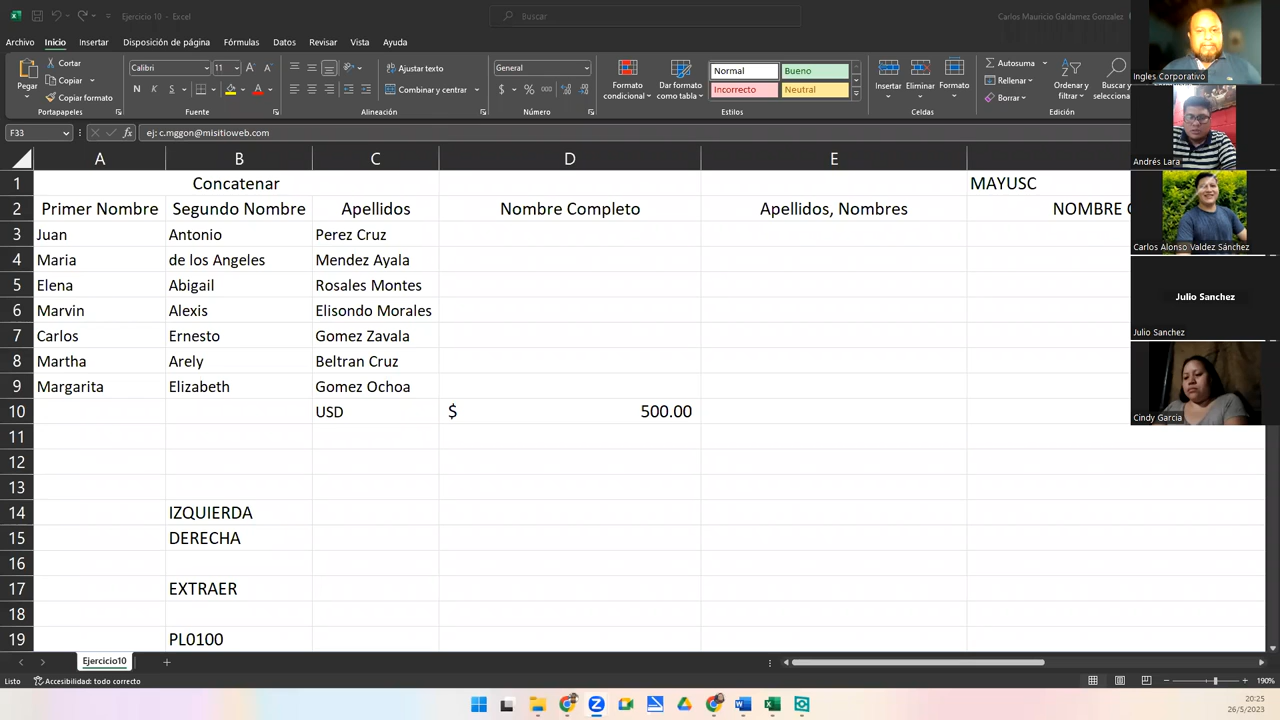 Ejercicio 10 - Excel
Buscar
Carlos Mauricio Galdamez Gonzalez
Archivo Inicio Insertar Disposición de página Fórmulas Datos Revisar Vista Ayuda
Pegar
Cortar
Copiar
Copiar formato
Portapapeles
Calibri 11
N K S
Fuente
Ajustar texto
Combinar y centrar
Alineación
General
$ % 000
Número
Formato condicional
Dar formato como tabla
Normal Bueno
Incorrecto Neutral
Estilos
Insertar Eliminar Formato
Celdas
Autosuma
Rellenar
Borrar
Ordenar y filtrar
Buscar y selecciona
Edición
F33 fx ej: c.mggon@misitioweb.com
A B C D E
1 Concatenar MAYUSC
2 Primer Nombre Segundo Nombre Apellidos Nombre Completo Apellidos, Nombres NOMBRE
3 Juan Antonio Perez Cruz
4 Maria de los Angeles Mendez Ayala
5 Elena Abigail Rosales Montes
6 Marvin Alexis Elisondo Morales
7 Carlos Ernesto Gomez Zavala
8 Martha Arely Beltran Cruz
9 Margarita Elizabeth Gomez Ochoa
10 USD $ 500.00
11
12
13
14 IZQUIERDA
15 DERECHA
16
17 EXTRAER
18
19 PL0100
Ejercicio10
Listo Accesibilidad: todo correcto 190%
20:25
26/5/2023
Ingles Corporativo
Andrés Lara
Carlos Alonso Valdez Sánchez
Julio Sanchez
Julio Sanchez
Cindy Garcia